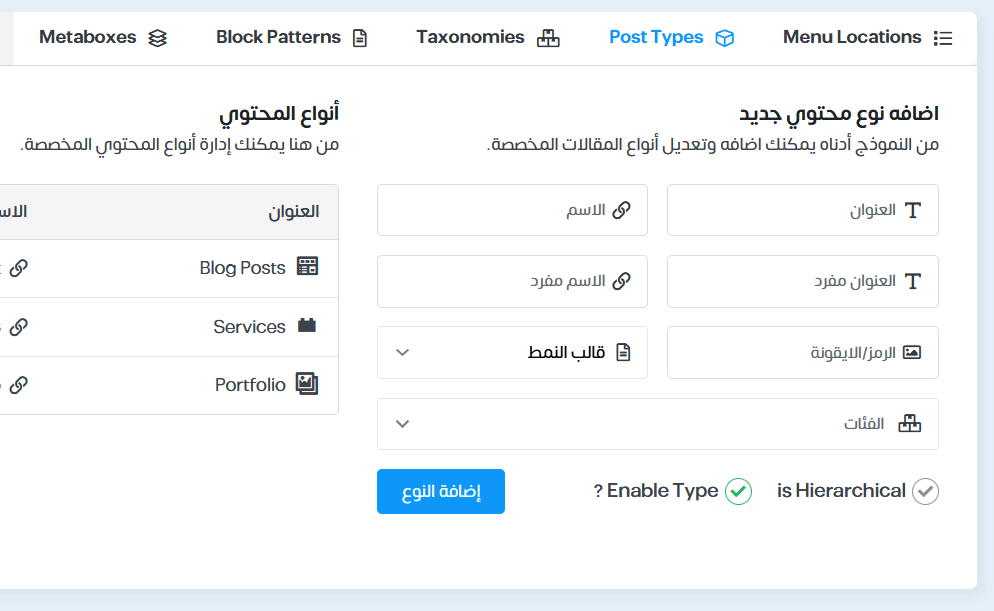 Menu Locations
Post Types
Taxonomies
Block Patterns
Metaboxes
اضافه نوع محتوي جديد
من النموذج أدناه يمكنك اضافه وتعديل أنواع المقالات المخصصة.
العنوان
الاسم
العنوان مفرد
الاسم مفرد
الرمز/الايقونة
قالب النمط
الفئات
is Hierarchical
Enable Type ?
إضافة النوع
أنواع المحتوي
من هنا يمكنك إدارة أنواع المحتوي المخصصة.
العنوان
Blog Posts
Services
Portfolio